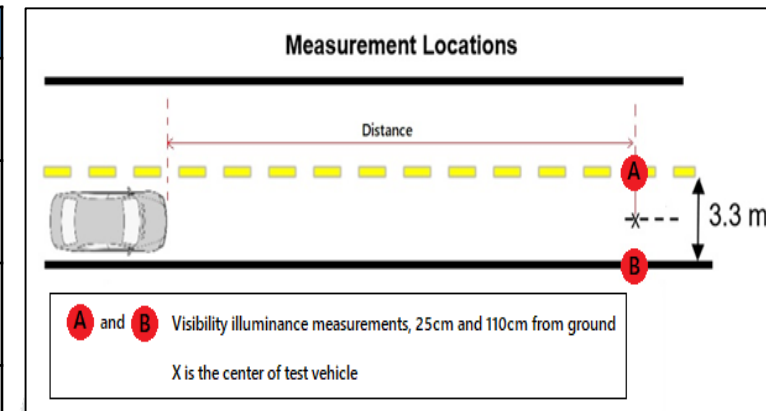 Measurement Locations
Distance
A
3.3 m
X
B
A and B Visibility illuminance measurements, 25cm and 110cm from ground
X is the center of test vehicle